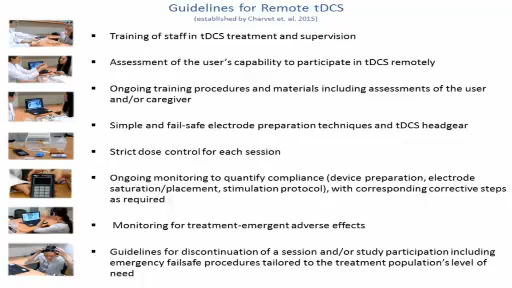 Guidelines for Remote tDCS
(established by Charvet et. al. 2015)
▪ Training of staff in tDCS treatment and supervision
▪ Assessment of the user's capability to participate in tDCS remotely
▪ Ongoing training procedures and materials including assessments of the user
and/or caregiver
▪ Simple and fail-safe electrode preparation techniques and tDCS headgear
▪ Strict dose control for each session
▪ Ongoing monitoring to quantify compliance (device preparation, electrode
saturation/placement, stimulation protocol), with corresponding corrective steps
as required
▪ Monitoring for treatment-emergent adverse effects
▪ Guidelines for discontinuation of a session and/or study participation including
emergency failsafe procedures tailored to the treatment population's level of
need